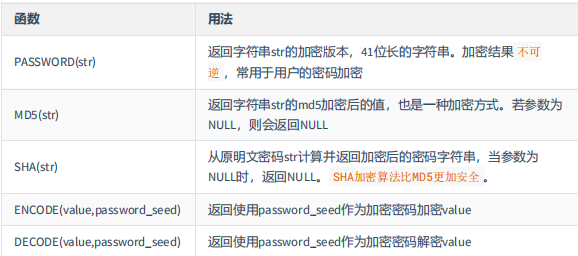 函数 用法
PASSWORD(str) 返回字符串str的加密版本，41位长的字符串。加密结果 不可
逆 ，常用于用户的密码加密
MD5(str) 返回字符串str的md5加密后的值，也是一种加密方式。若参数为
NULL，则会返回NULL
SHA(str) 从原明文密码str计算并返回加密后的密码字符串，当参数为
NULL时，返回NULL。 SHA加密算法比MD5更加安全 。
ENCODE(value,password_seed) 返回使用password_seed作为加密密码加密value
DECODE(value,password_seed) 返回使用password_seed作为加密密码解密value